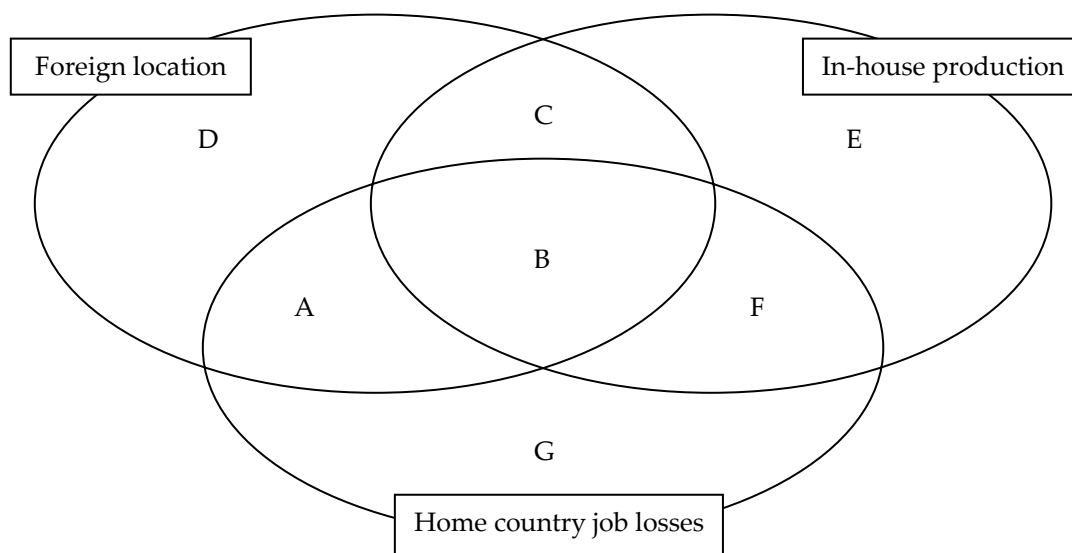 Foreign location
In-house production
C
D
E
B
A
F
G
Home country job losses